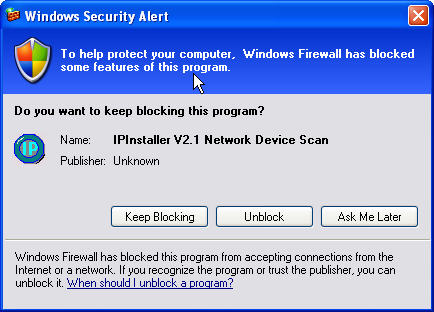 Windows Security Alert
To help protect your computer, Windows Firewall has blocked
some features of this program.
Do you want to keep blocking this program?
IP
Name: IPInstaller V2.1 Network Device Scan
Publisher: Unknown
Keep Blocking Unblock Ask Me Later
Windows Firewall has blocked this program from accepting connections from the
Internet or a network. If you recognize the program or trust the publisher, you can
unblock it. When should I unblock a program?